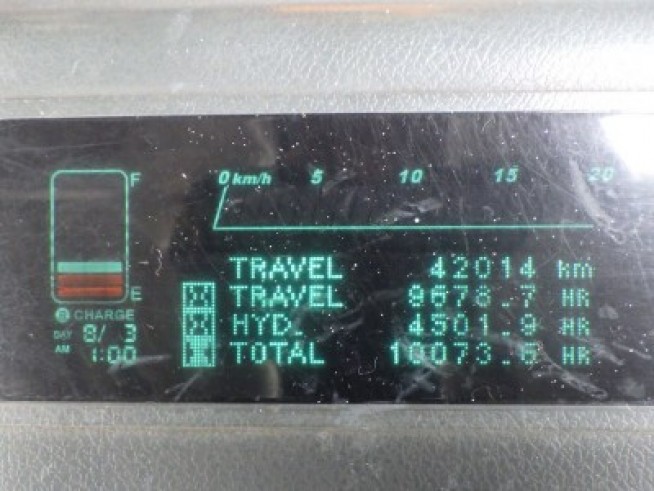 F
0 km/h 5 10 15 20
E
TRAVEL 42014 km
TRAVEL 9678.7 HR
HYD. 4501.9 HR
TOTAL 10073.6 HR
CHARGE
DAY 8/ 3
AM 1:00